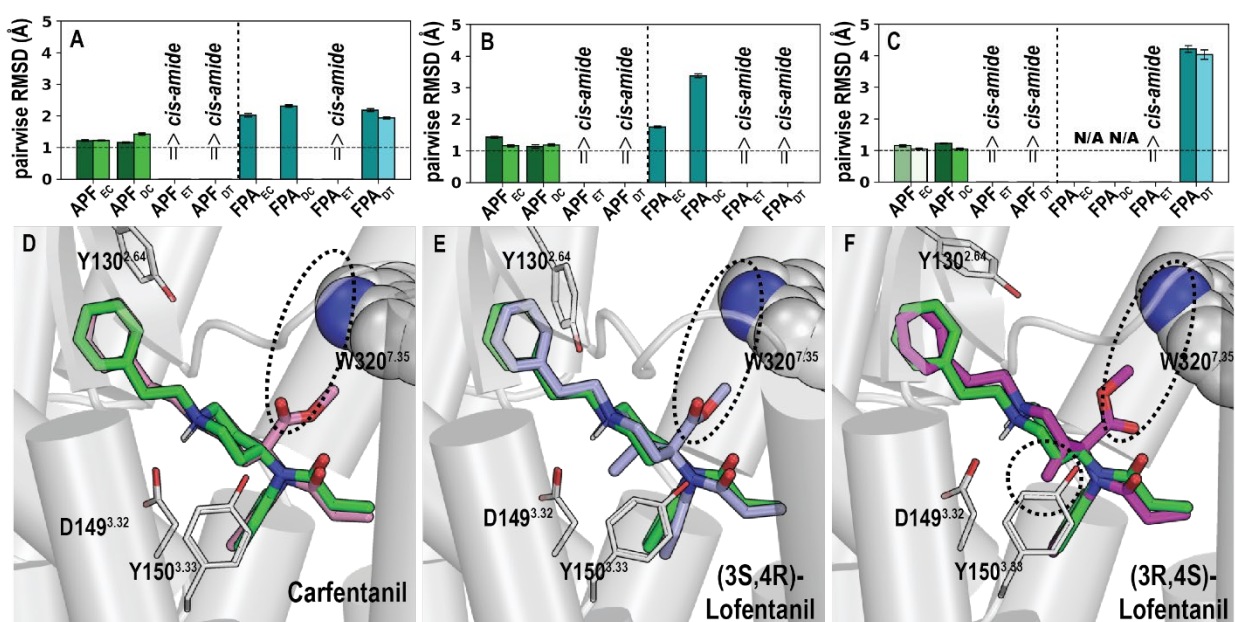 A
pairwise RMSD (Å)
5
4
3
2
1
0
=> cis-amide
=> cis-amide
=> cis-amide
APF EC
APF DC
APF ET
APF DT
FPA EC
FPA DC
FPA ET
FPA DT
B
pairwise RMSD (Å)
5
4
3
2
1
0
=> cis-amide
=> cis-amide
=> cis-amide
=> cis-amide
APF EC
APF DC
APF ET
APF DT
FPA EC
FPA DC
FPA ET
FPA DT
C
pairwise RMSD (Å)
5
4
3
2
1
0
=> cis-amide
=> cis-amide
N/A N/A
=> cis-amide
APF EC
APF DC
APF ET
APF DT
FPA EC
FPA DC
FPA ET
FPA DT
D
Y130 2.64
W320 7.35
D149 3.32
Y150 3.33
Carfentanil
E
Y130 2.64
W320 7.35
D149 3.32
Y150 3.33
(3S,4R)-
Lofentanil
F
Y130 2.64
W320 7.35
D149 3.32
Y150 3.33
(3R,4S)-
Lofentanil